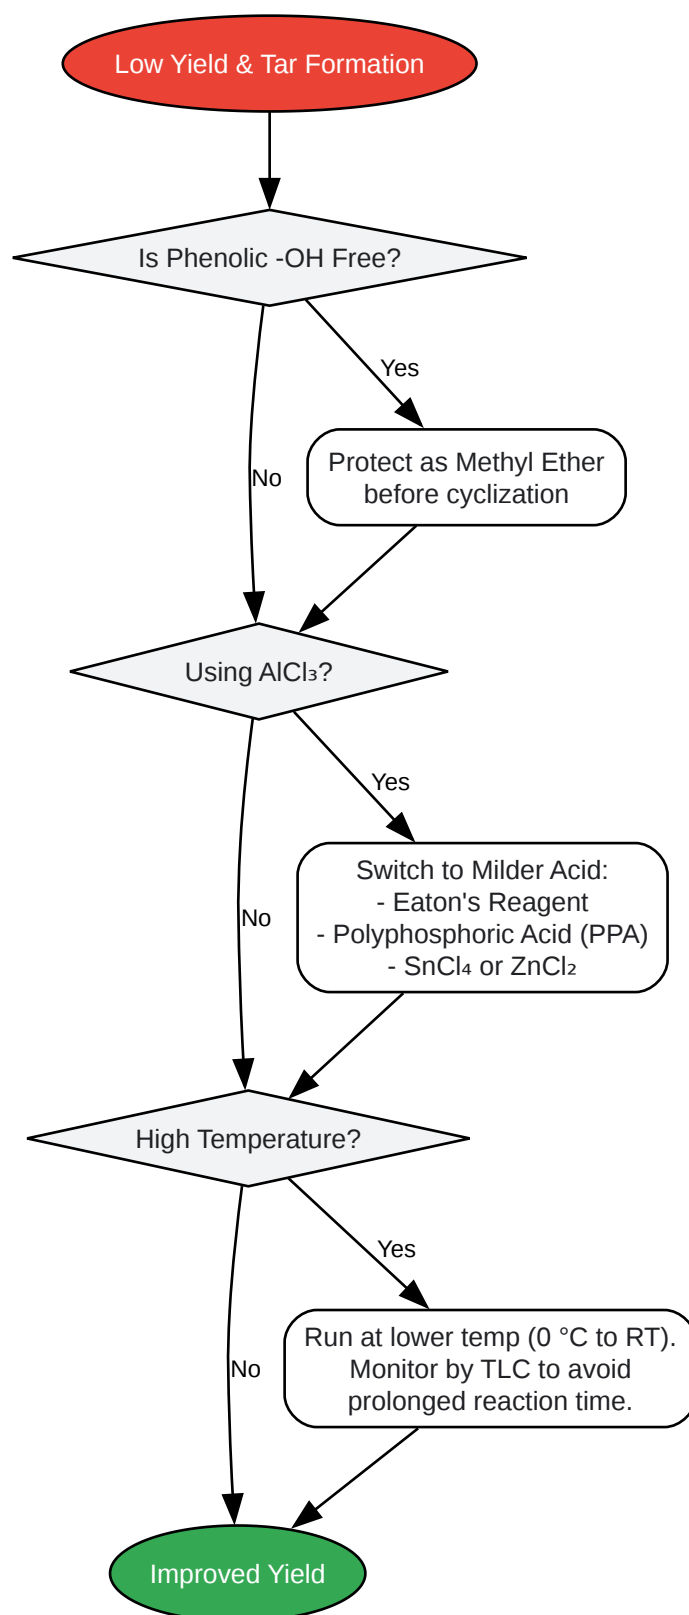 Low Yield & Tar Formation
Is Phenolic -OH Free?
Yes
No
Protect as Methyl Ether
before cyclization
Using AlCl₃?
Yes
No
Switch to Milder Acid:
- Eaton's Reagent
- Polyphosphoric Acid (PPA)
- SnCl₄ or ZnCl₂
High Temperature?
Yes
No
Run at lower temp (0 °C to RT).
Monitor by TLC to avoid
prolonged reaction time.
Improved Yield